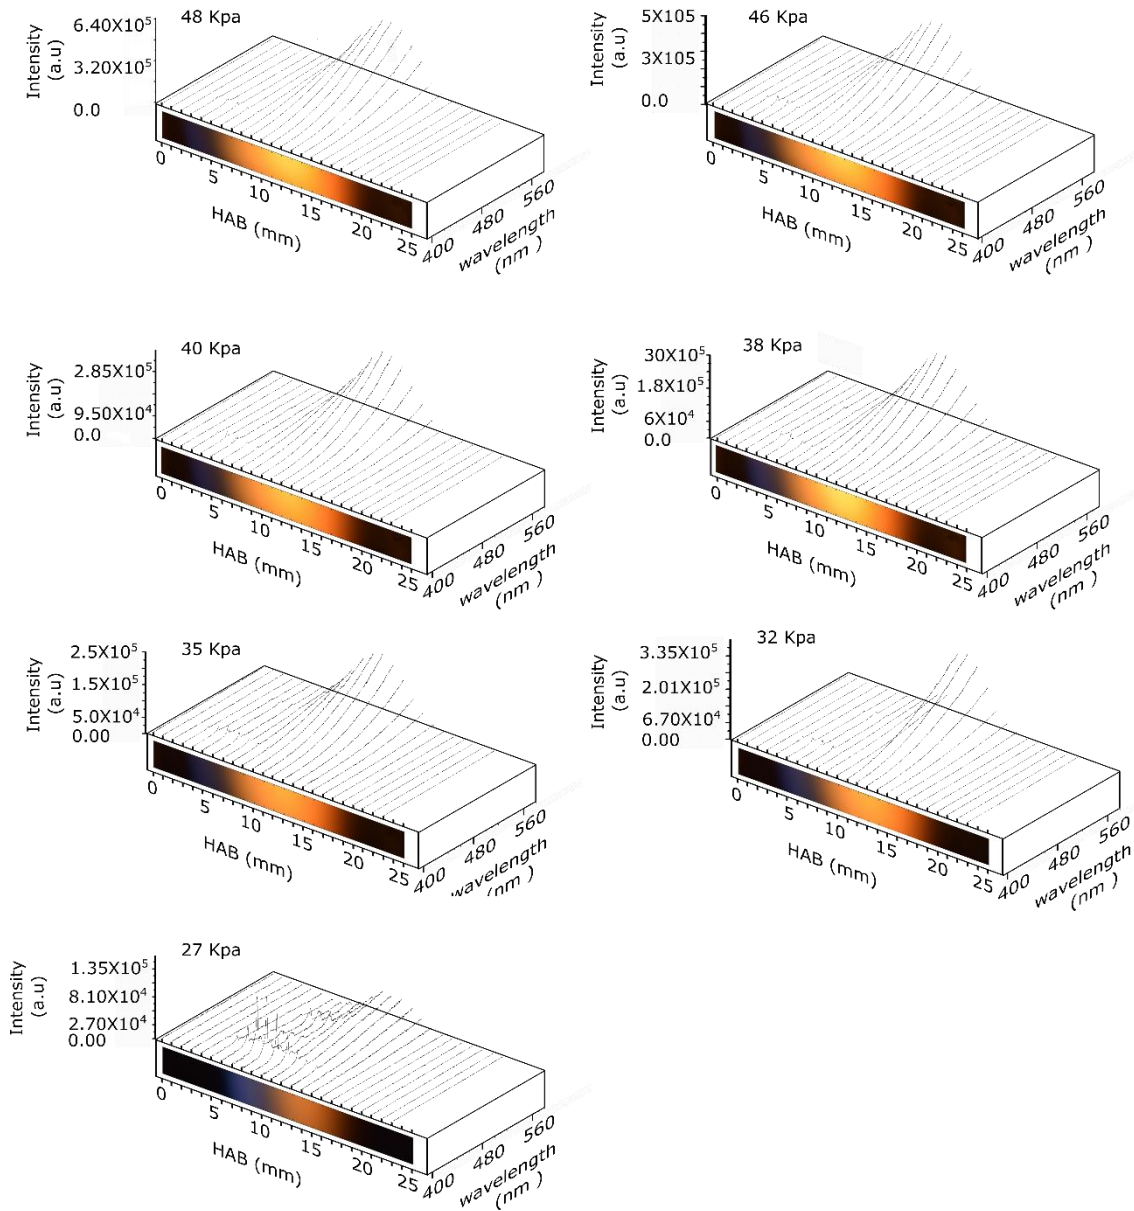 48 Kpa
6.40X10⁵
3.20X10⁵
0.0
Intensity
(a.u)
0
5
10
15
20
25
HAB (mm)
400
480
560
wavelength
(nm )
46 Kpa
5X105
3X105
0.0
Intensity
(a.u)
0
5
10
15
20
25
HAB (mm)
400
480
560
wavelength
(nm )
40 Kpa
2.85X10⁵
9.50X10⁴
0.0
Intensity
(a.u)
0
5
10
15
20
25
HAB (mm)
400
480
560
wavelength
(nm )
38 Kpa
30X10⁵
1.8X10⁵
6X10⁴
0.0
Intensity
(a.u)
0
5
10
15
20
25
HAB (mm)
400
480
560
wavelength
(nm )
35 Kpa
2.5X10⁵
1.5X10⁵
5.0X10⁴
0.00
Intensity
(a.u)
0
5
10
15
20
25
HAB (mm)
400
480
560
wavelength
(nm )
32 Kpa
3.35X10⁵
2.01X10⁵
6.70X10⁴
0.00
Intensity
(a.u)
0
5
10
15
20
25
HAB (mm)
400
480
560
wavelength
(nm )
27 Kpa
1.35X10⁵
8.10X10⁴
2.70X10⁴
0.00
Intensity
(a.u)
0
5
10
15
20
25
HAB (mm)
400
480
560
wavelength
(nm )